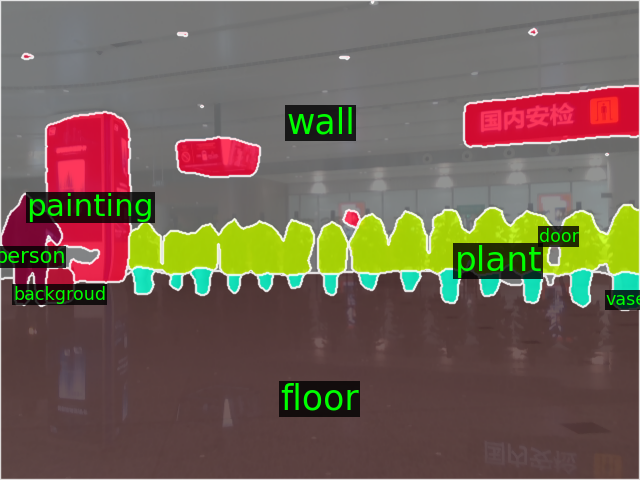 国内安检
wall
painting
door
person
plant
backgroud
vase
floor